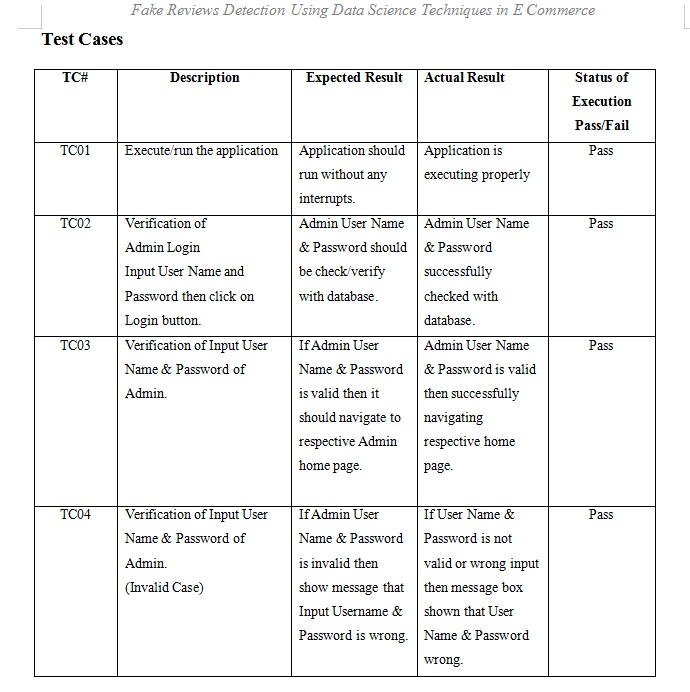 Fake Reviews Detection Using Data Science Techniques in E Commerce
Test Cases
TC#
Description
Expected Result
Actual Result
Status of
Execution
Pass/Fail
TC01
Execute/run the application
Application should
run without any
interrupts.
Application is
executing properly
Pass
TC02
Verification of
Admin Login
Input User Name and
Password then click on
Login button.
Admin User Name
& Password should
be check/verify
with database.
Admin User Name
& Password
successfully
checked with
database.
Pass
TC03
Verification of Input User
Name & Password of
Admin.
If Admin User
Name & Password
is valid then it
should navigate to
respective Admin
home page.
Admin User Name
& Password is valid
then successfully
navigating
respective home
page.
Pass
TC04
Verification of Input User
Name & Password of
Admin.
(Invalid Case)
If Admin User
Name & Password
is invalid then
show message that
Input Username &
Password is wrong.
If User Name &
Password is not
valid or wrong input
then message box
shown that User
Name & Password
wrong.
Pass